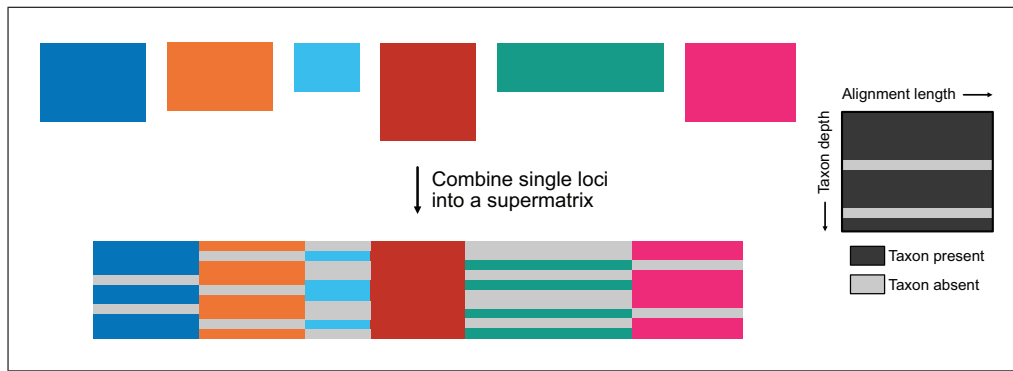 Combine single loci
into a supermatrix
Alignment length
Taxon depth
Taxon present
Taxon absent